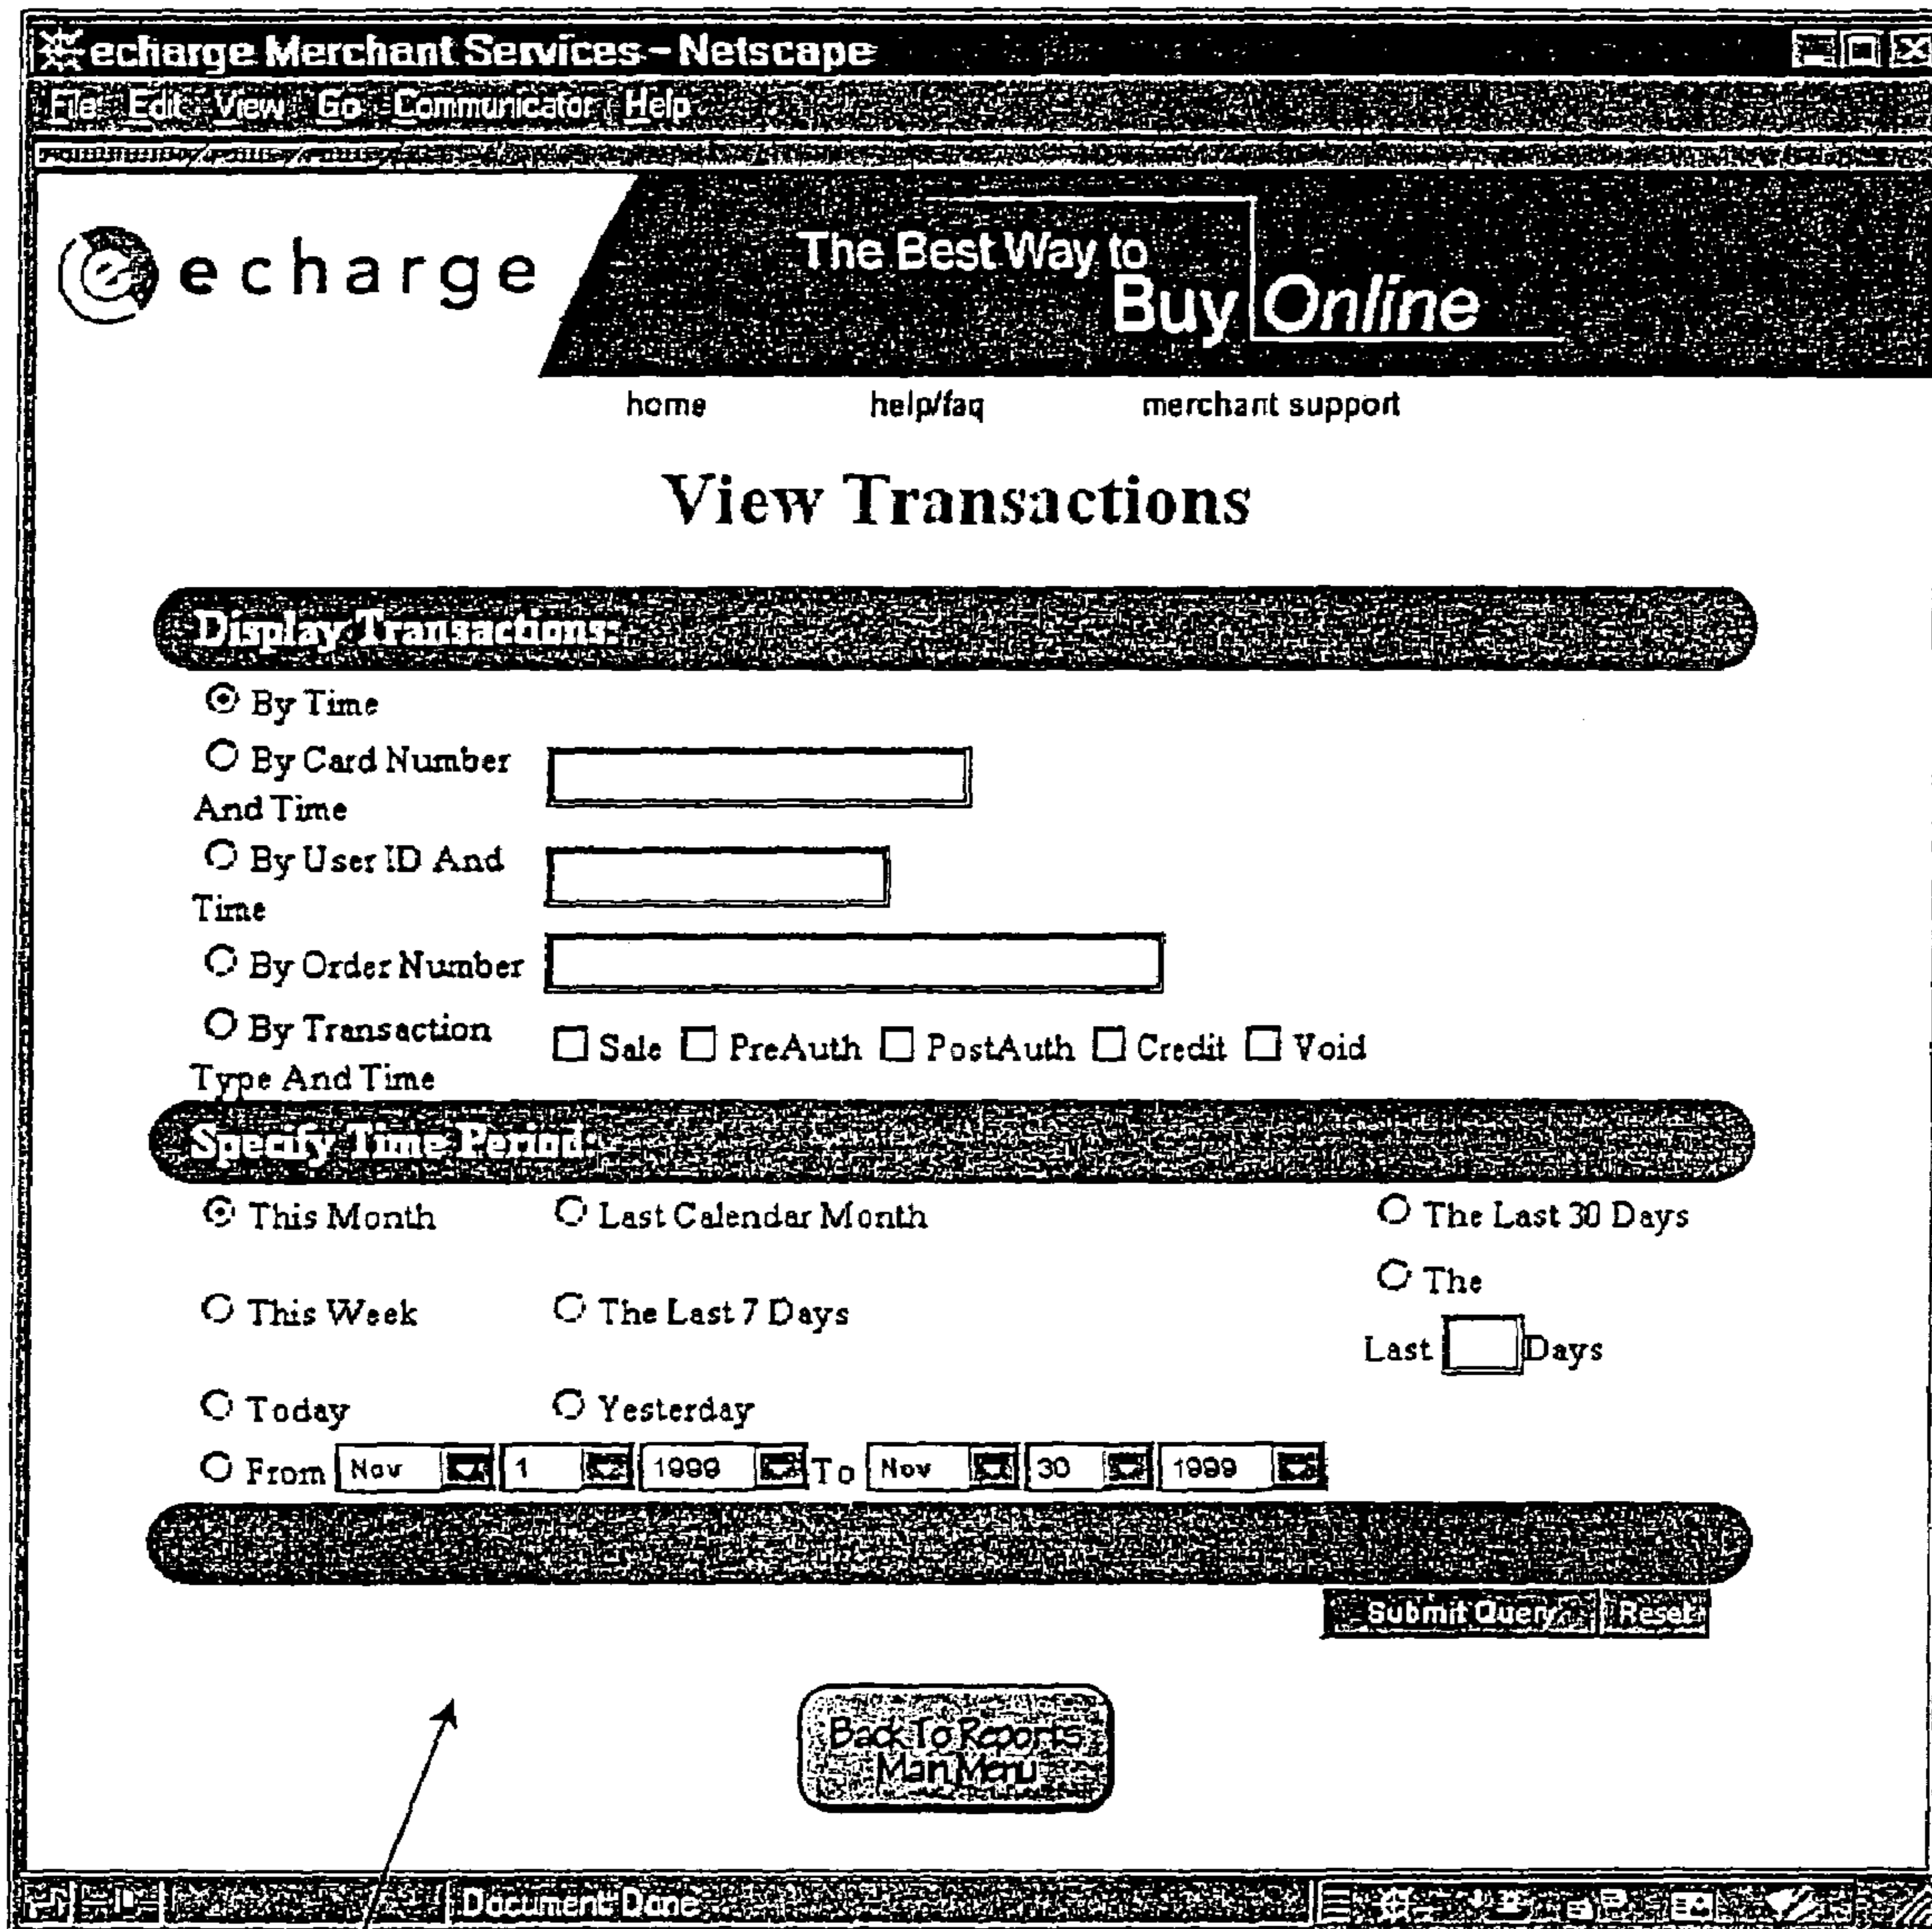 echarge Merchant Services - Netscape
File Edit View Go Communicator Help
echarge
The Best Way to
Buy Online
home help/faq merchant support
View Transactions
Display Transactions:
By Time
By Card Number
And Time
By User ID And
Time
By Order Number
By Transaction
Type And Time
Sale PreAuth PostAuth Credit Void
Specify Time Period:
This Month Last Calendar Month The Last 30 Days
This Week The Last 7 Days The
Last Days
Today Yesterday
From Nov 1 1999 To Nov 30 1999
Submit Query Reset
Back To Reports
Main Menu
Document: Done